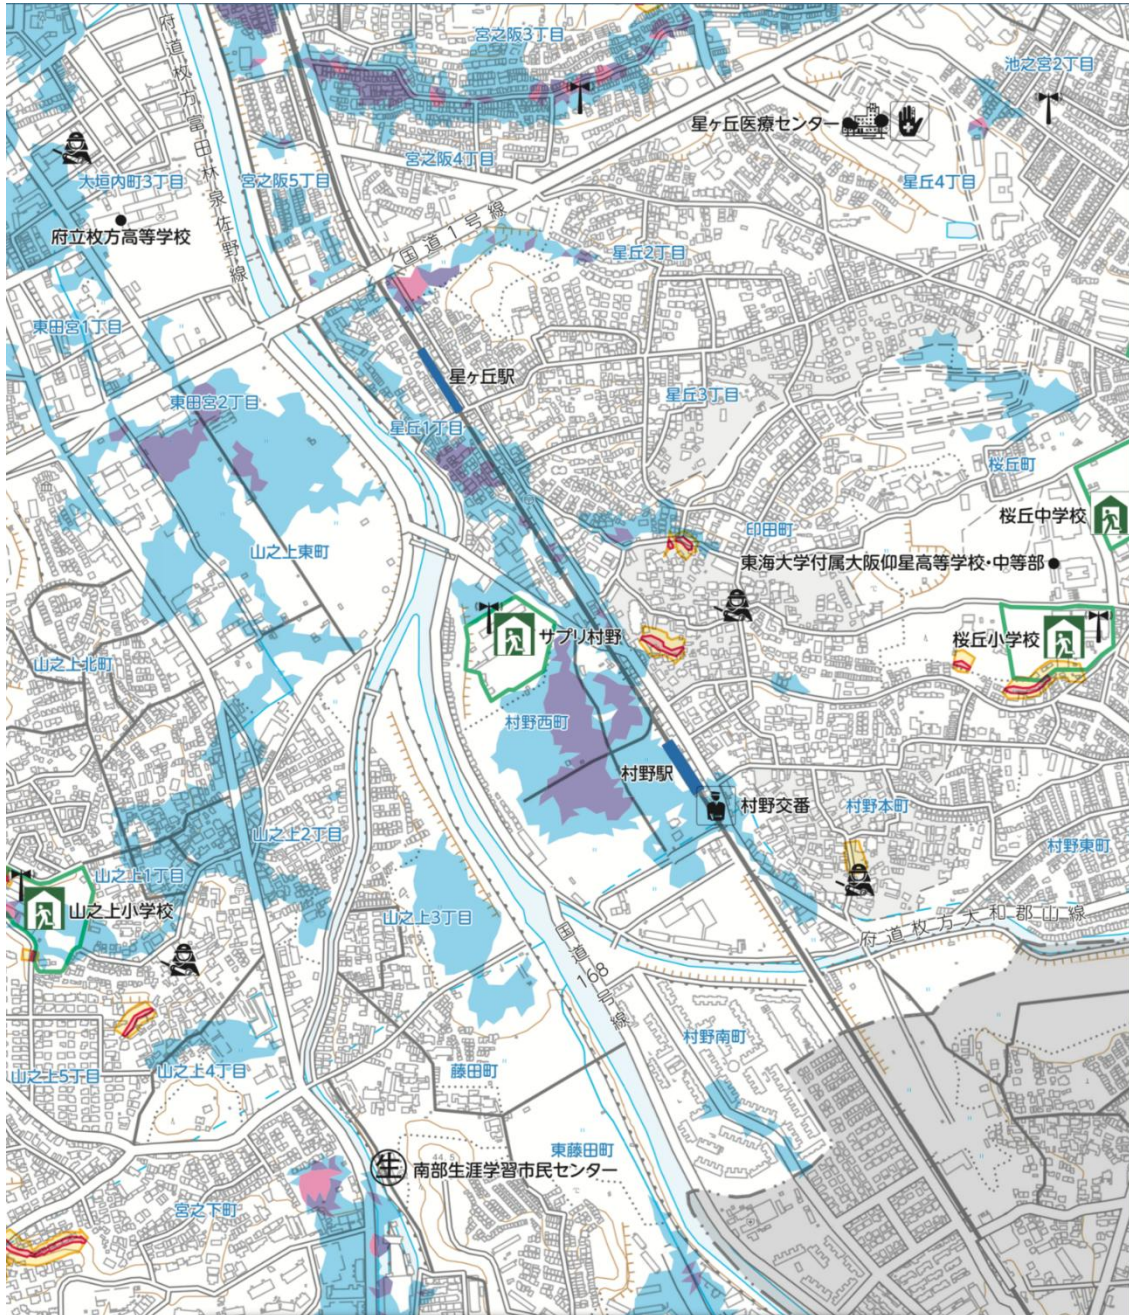 宮之阪3丁目
池之宮2丁目
府道枚方富田林泉佐野線
星ヶ丘医療センター
宮之阪4丁目
大垣内町3丁目
宮之阪5丁目
星丘4丁目
府立枚方高等学校
国道1号線
星丘2丁目
東田宮1丁目
星ヶ丘駅
東田宮2丁目
星丘3丁目
星丘1丁目
桜丘町
桜丘中学校
印田町
山之上東町
東海大学付属大阪仰星高等学校・中等部
サプリ村野
桜丘小学校
山之上北町
村野西町
村野駅
村野交番
村野本町
山之上2丁目
村野東町
山之上1丁目
山之上小学校
山之上3丁目
府道枚方大和郡山線
国道168号線
村野南町
山之上5丁目
山之上4丁目
藤田町
東藤田町
44.5
生
南部生涯学習市民センター
宮之下町